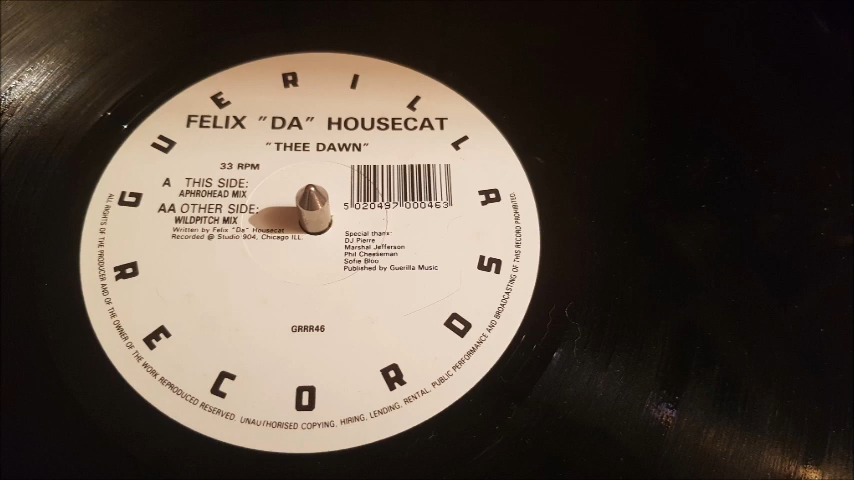 GUERILLA
FELIX "DA" HOUSECAT
"THEE DAWN"
33 RPM
A THIS SIDE:
APHROHEAD MIX
AA OTHER SIDE:
WILDPITCH MIX
Written by Felix "Da" Housecat
Recorded @ Studio 904, Chicago ILL.
5 020497 000463
Special thanx:
DJ Pierre
Marshal Jefferson
Phil Cheeseman
Sofie Bloo
Published by Guerilla Music
GRRR46
RECORDS
ALL RIGHTS OF THE PRODUCER AND OF THE OWNER OF THE WORK REPRODUCED RESERVED. UNAUTHORISED COPYING, HIRING, LENDING, RENTAL, PUBLIC PERFORMANCE AND BROADCASTING OF THIS RECORD PROHIBITED.